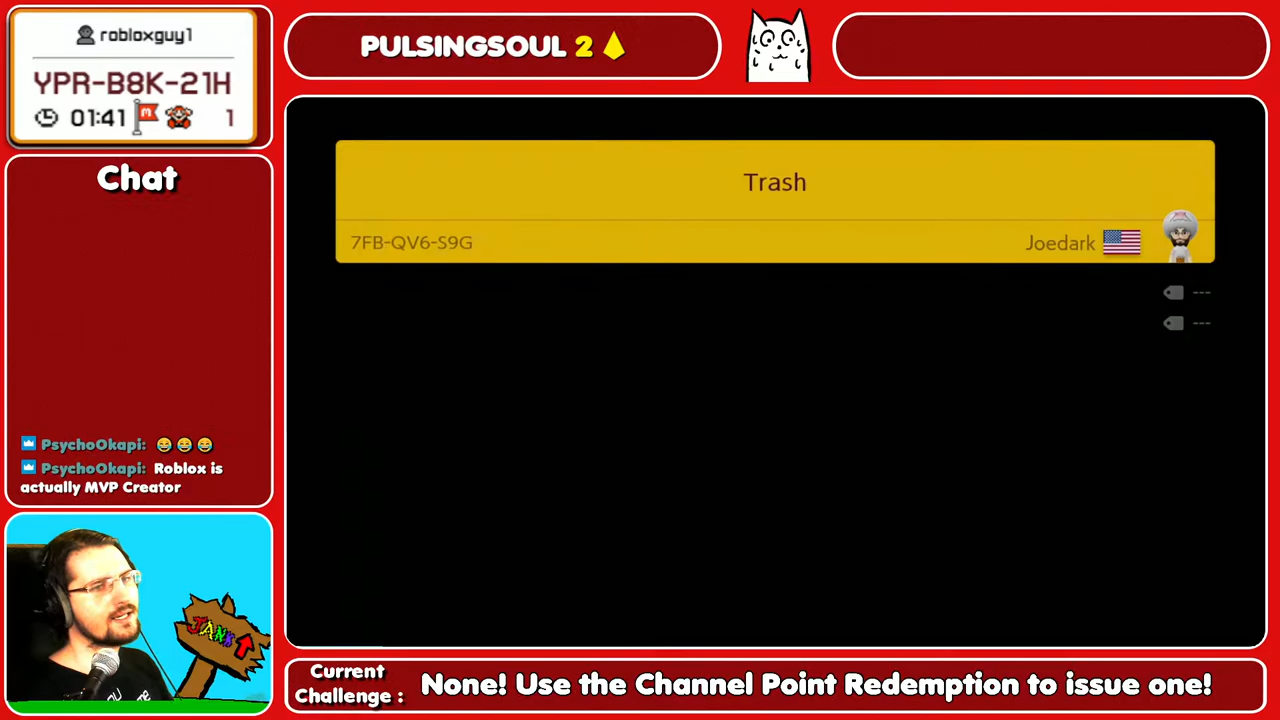 robloxguy1
YPR-B8K-21H
01:41
1
PULSINGSOUL 2
Chat
Trash
7FB-QV6-S9G
Joedark
---
---
PsychoOkapi: 😂😂😂
PsychoOkapi: Roblox is
actually MVP Creator
JANK
Current
Challenge :
None! Use the Channel Point Redemption to issue one!